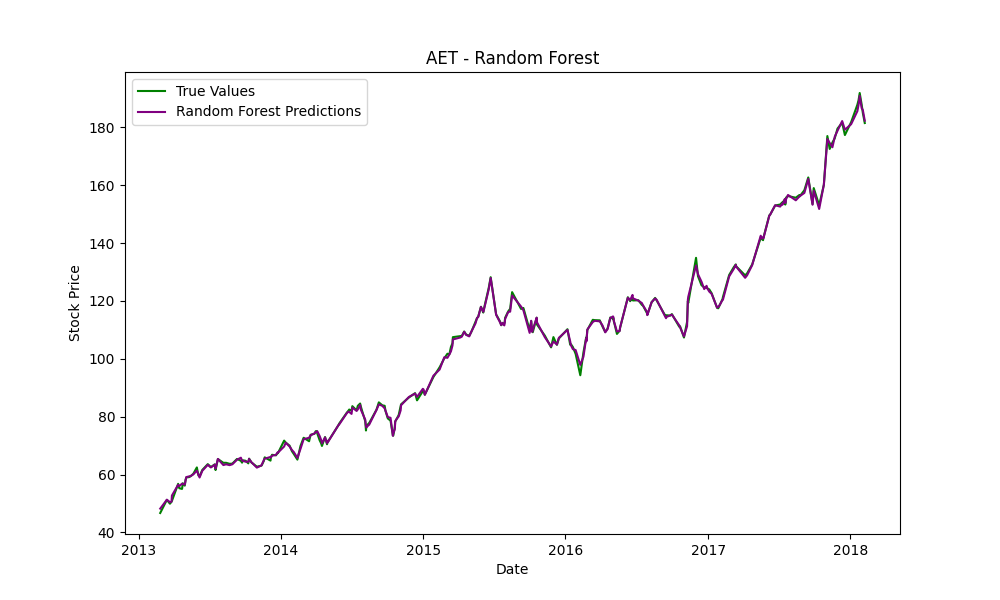 AET - Random Forest
True Values
Random Forest Predictions
Stock Price
180
160
140
120
100
80
60
40
2013
2014
2015
2016
2017
2018
Date